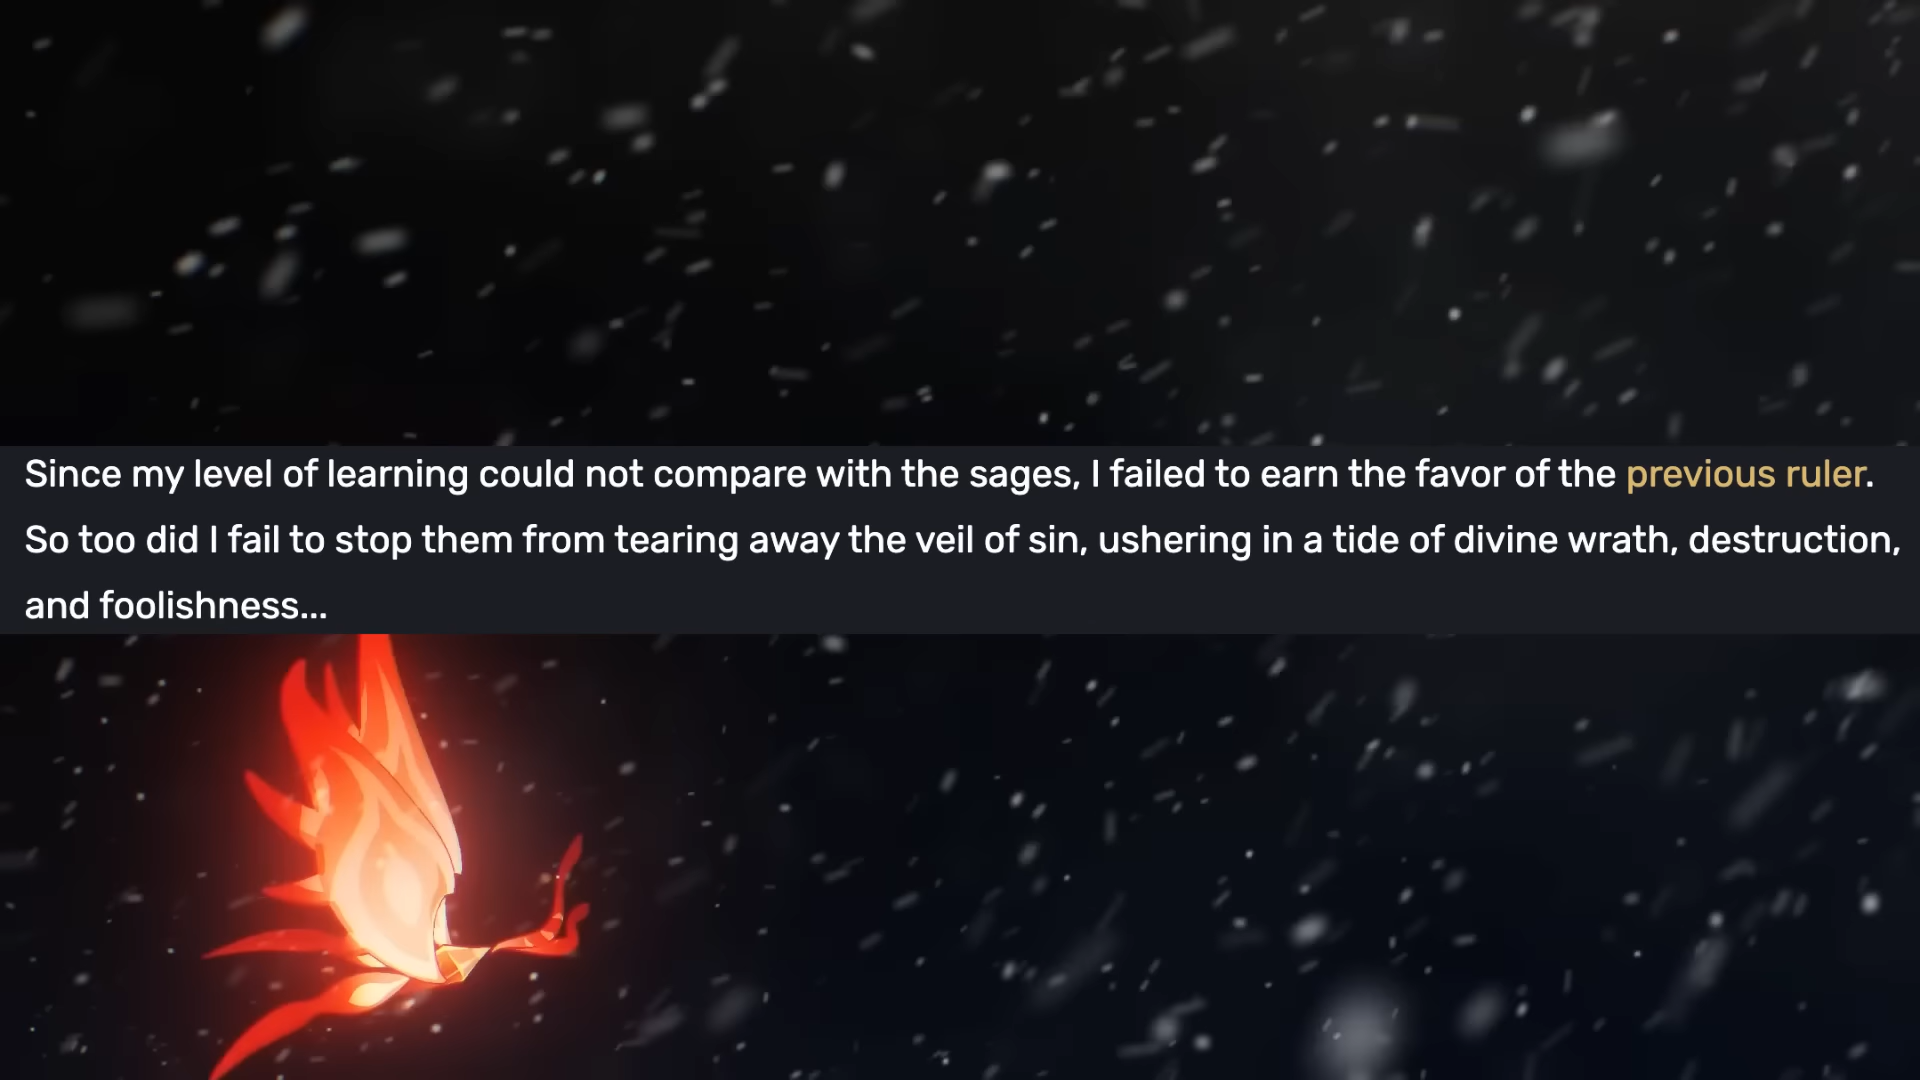 Since my level of learning could not compare with the sages, I failed to earn the favor of the previous ruler.
So too did I fail to stop them from tearing away the veil of sin, ushering in a tide of divine wrath, destruction,
and foolishness...